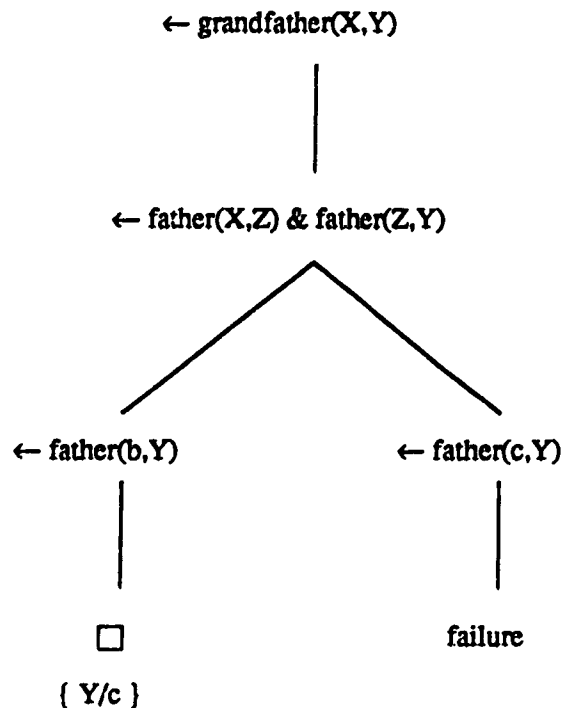 ← grandfather(X,Y)
← father(X,Z) & father(Z,Y)
← father(b,Y)
← father(c,Y)
failure
{ Y/c }